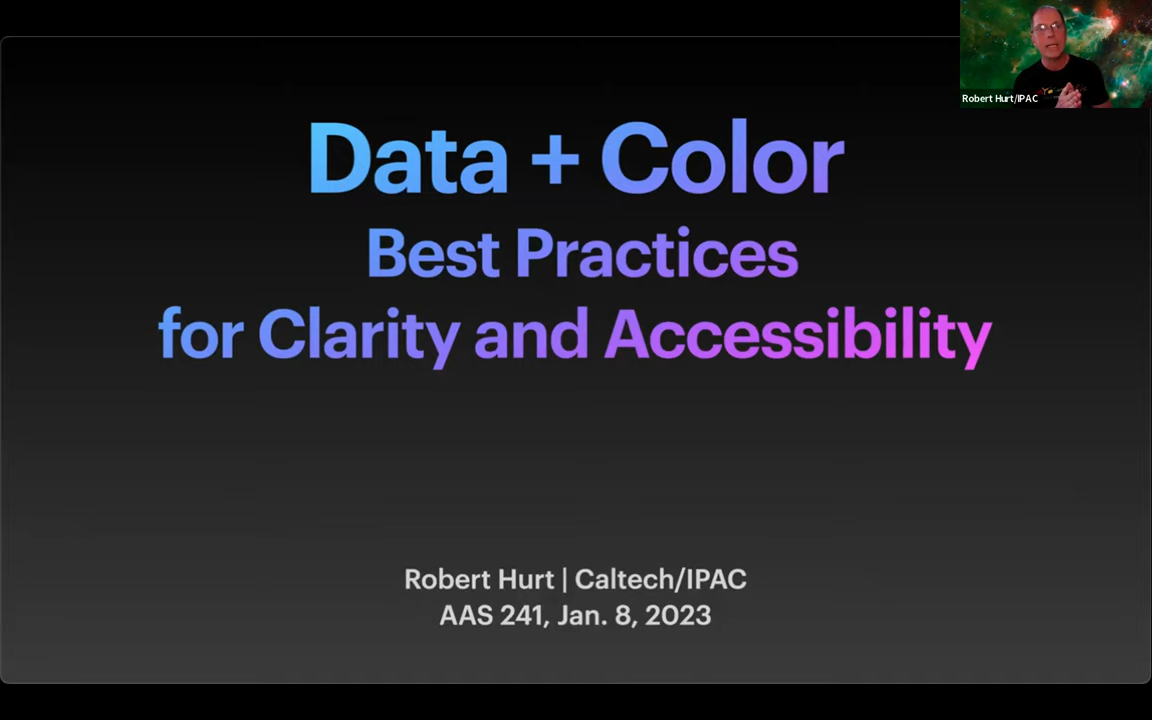 Robert Hurt/IPAC
Data + Color
Best Practices
for Clarity and Accessibility
Robert Hurt | Caltech/IPAC
AAS 241, Jan. 8, 2023